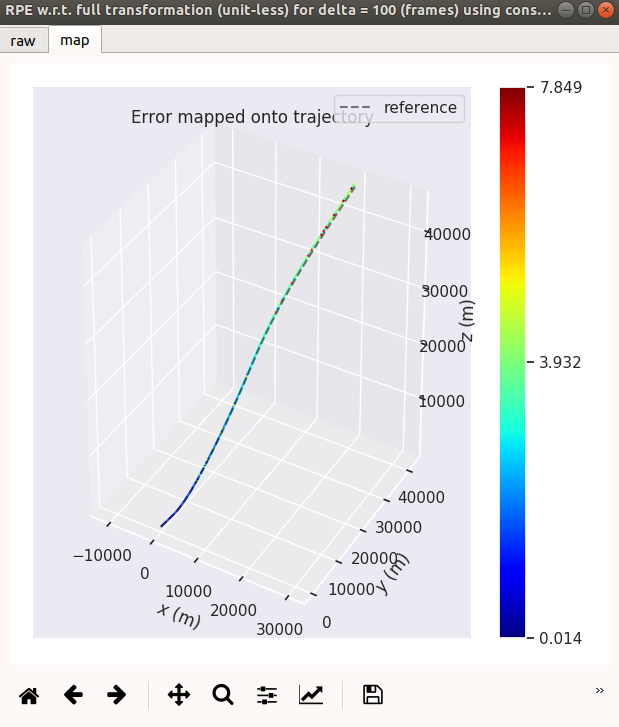 RPE w.r.t. full transformation (unit-less) for delta = 100 (frames) using cons...
raw
map
Error mapped onto trajectory
reference
7.849
3.932
0.014
40000
30000
20000
10000
z (m)
40000
30000
20000
10000
0
y (m)
−10000
0
10000
20000
30000
x (m)
»